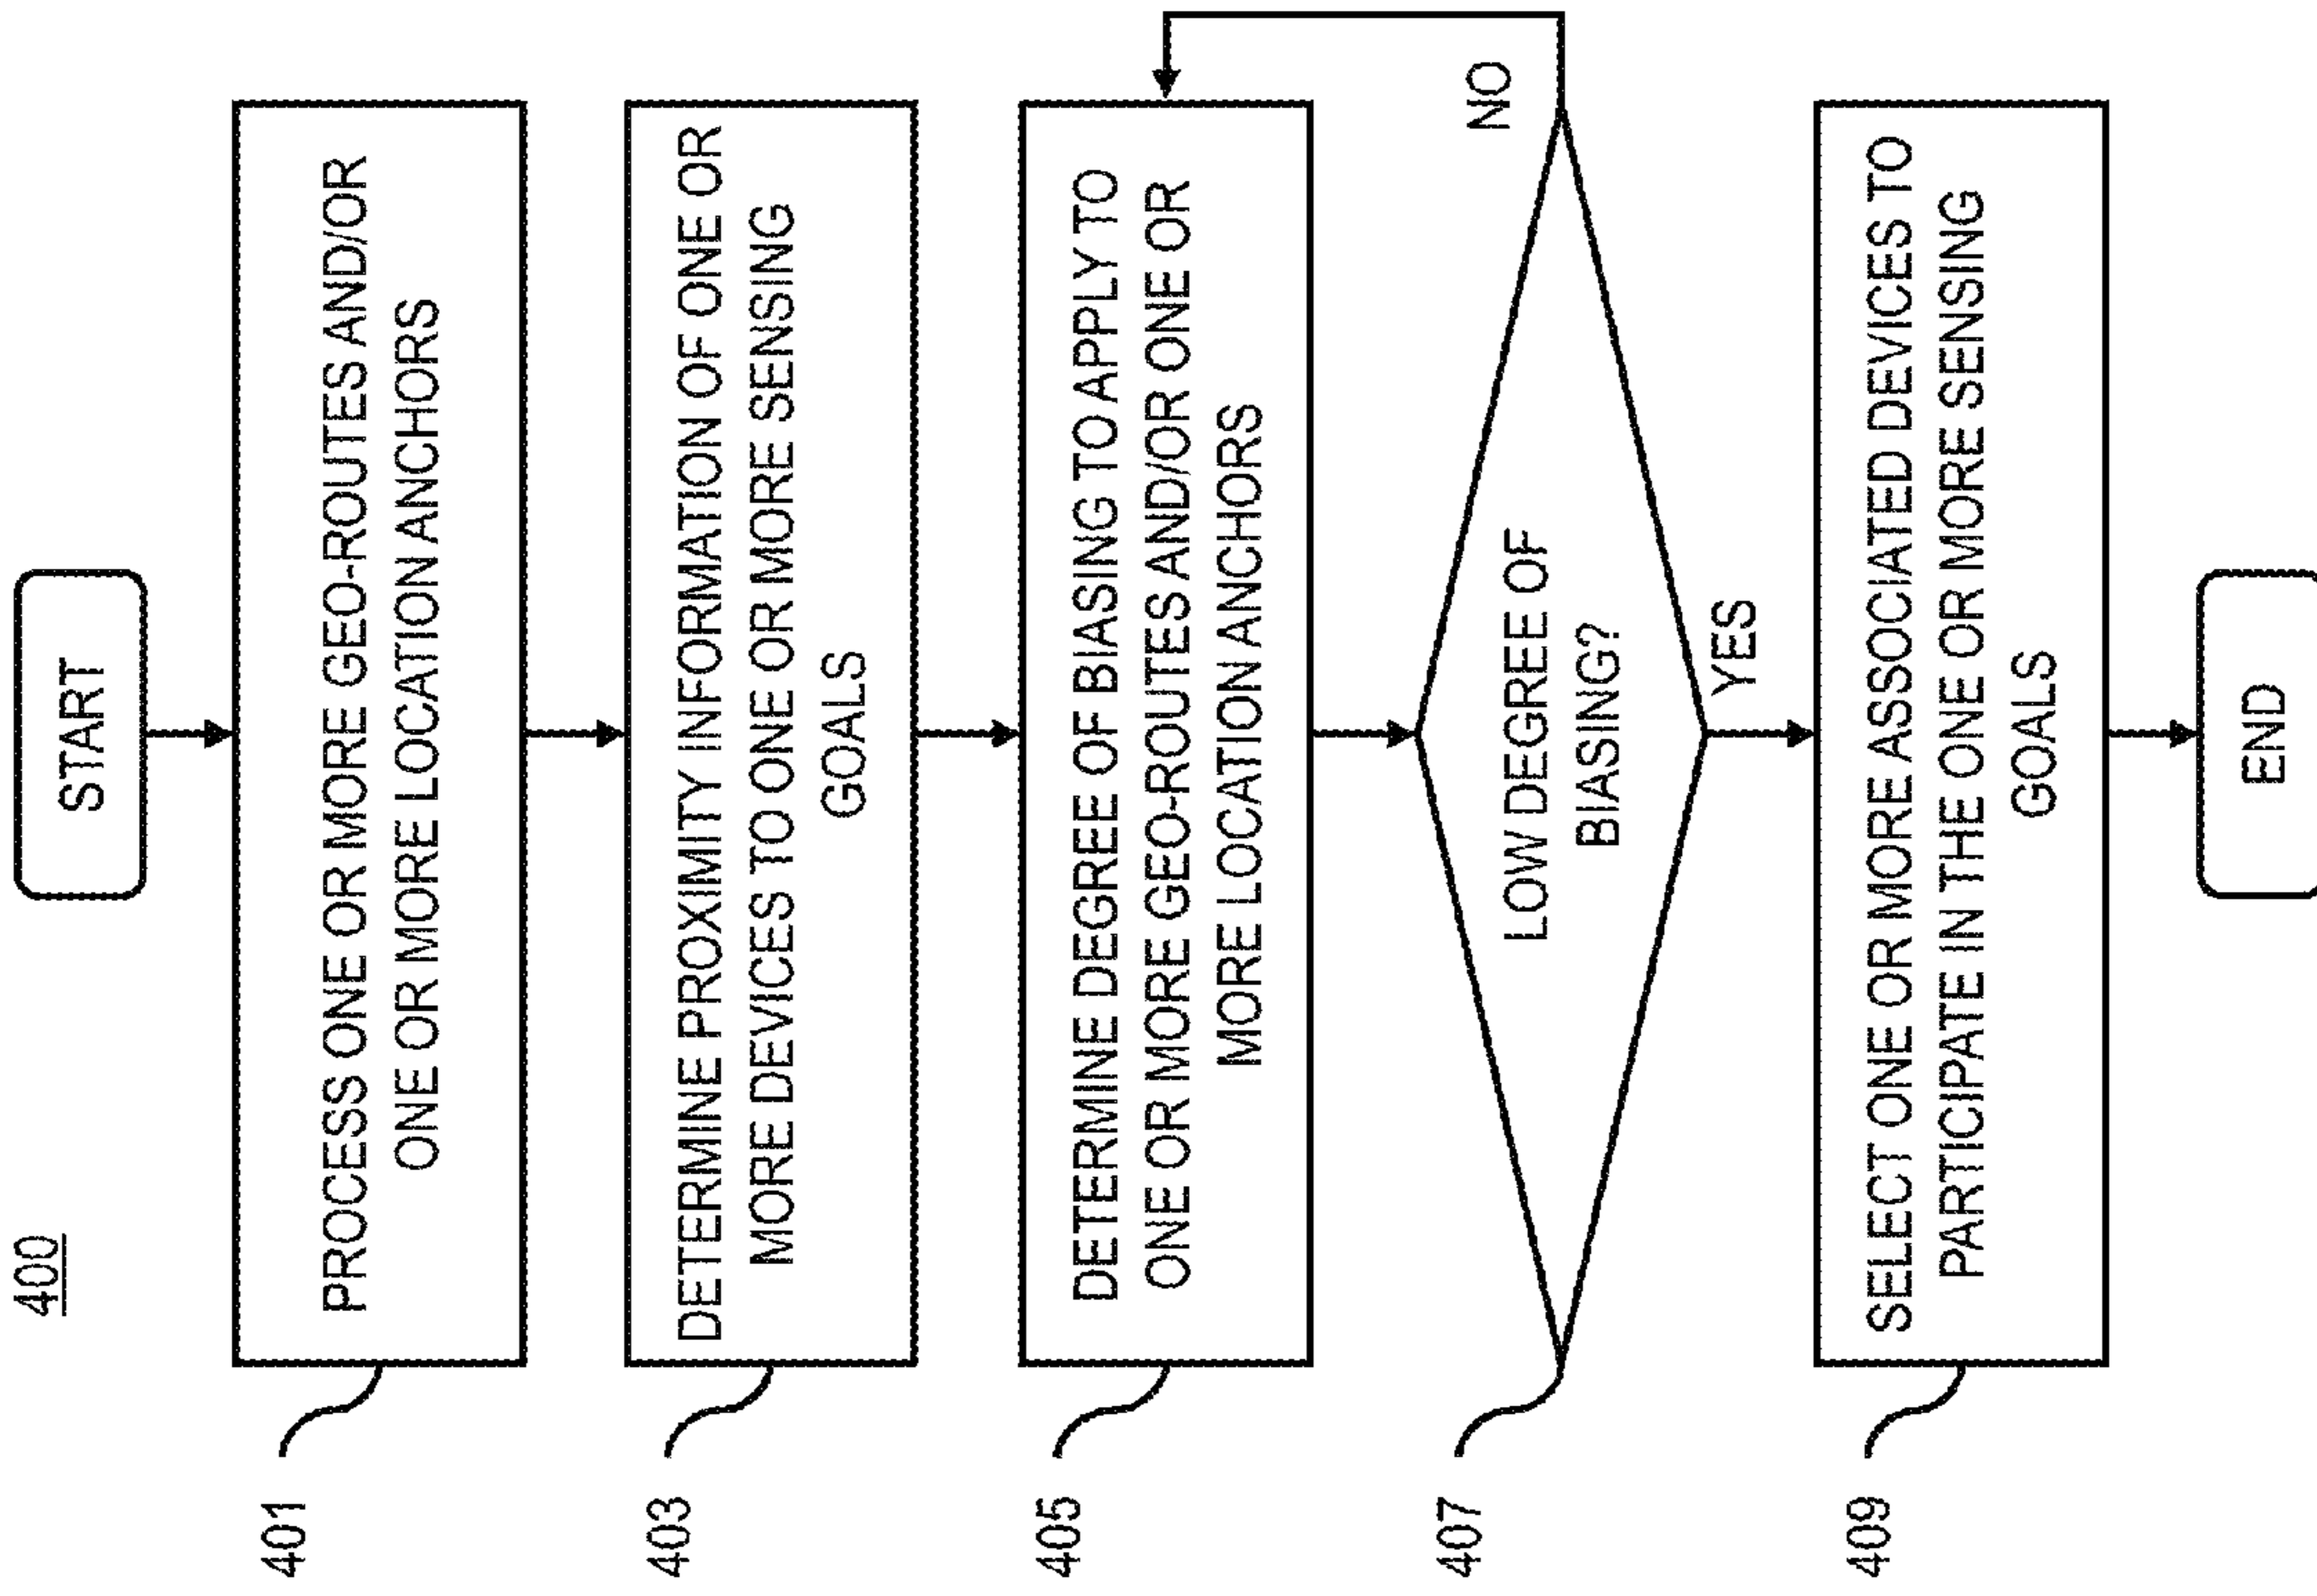 400
START
401
PROCESS ONE OR MORE GEO-ROUTES AND/OR
ONE OR MORE LOCATION ANCHORS
403
DETERMINE PROXIMITY INFORMATION OF ONE OR
MORE DEVICES TO ONE OR MORE SENSING
GOALS
405
DETERMINE DEGREE OF BIASING TO APPLY TO
ONE OR MORE GEO-ROUTES AND/OR ONE OR
MORE LOCATION ANCHORS
407
LOW DEGREE OF
BIASING?
NO
YES
409
SELECT ONE OR MORE ASSOCIATED DEVICES TO
PARTICIPATE IN THE ONE OR MORE SENSING
GOALS
END